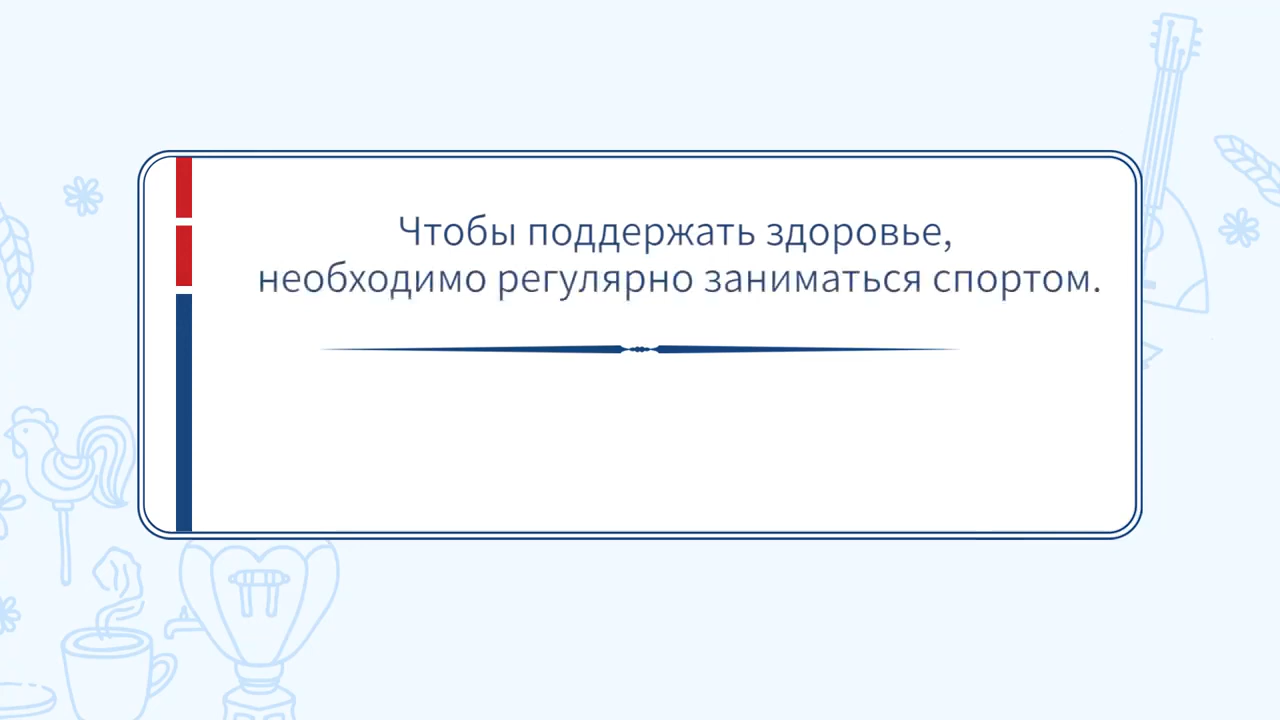 Чтобы поддержать здоровье,
необходимо регулярно заниматься спортом.